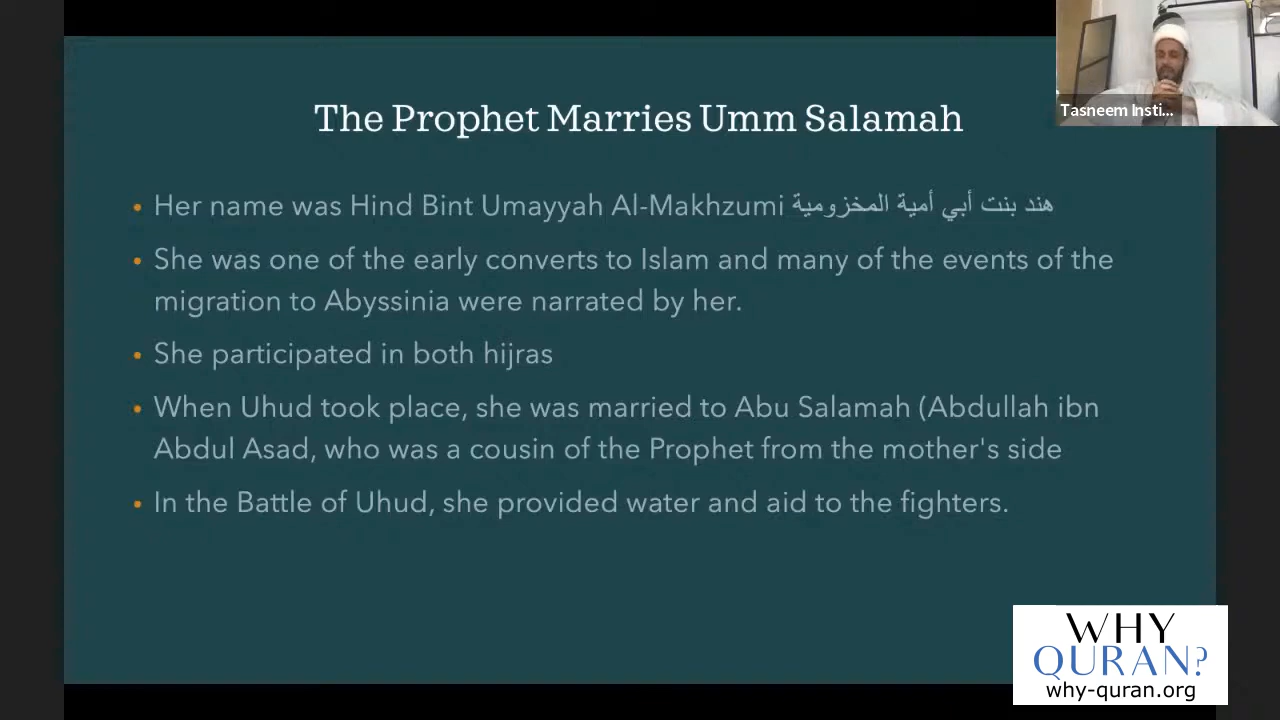 The Prophet Marries Umm Salamah
Tasneem Insti...
• Her name was Hind Bint Umayyah Al-Makhzumi هند بنت أبي أمية المخزومية
• She was one of the early converts to Islam and many of the events of the
migration to Abyssinia were narrated by her.
• She participated in both hijras
• When Uhud took place, she was married to Abu Salamah (Abdullah ibn
Abdul Asad, who was a cousin of the Prophet from the mother's side
• In the Battle of Uhud, she provided water and aid to the fighters.
WHY
QURAN?
why-quran.org